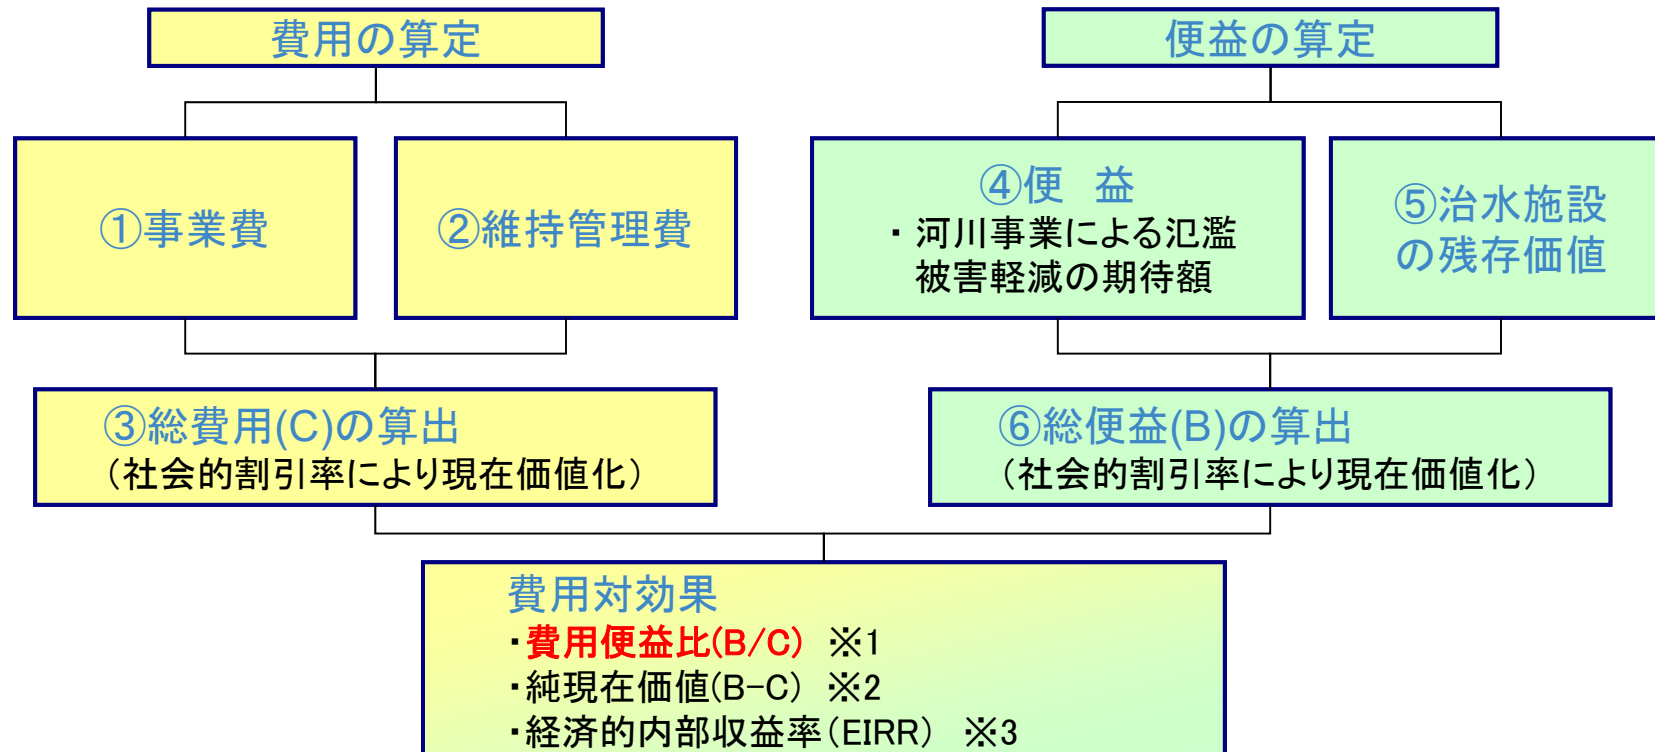 費用の算定
便益の算定
①事業費
②維持管理費
④便　益
・河川事業による氾濫
被害軽減の期待額
⑤治水施設
の残存価値
③総費用(C)の算出
（社会的割引率により現在価値化）
⑥総便益(B)の算出
（社会的割引率により現在価値化）
費用対効果
・費用便益比(B/C)　※1
・純現在価値(B-C)　※2
・経済的内部収益率（EIRR）　※3